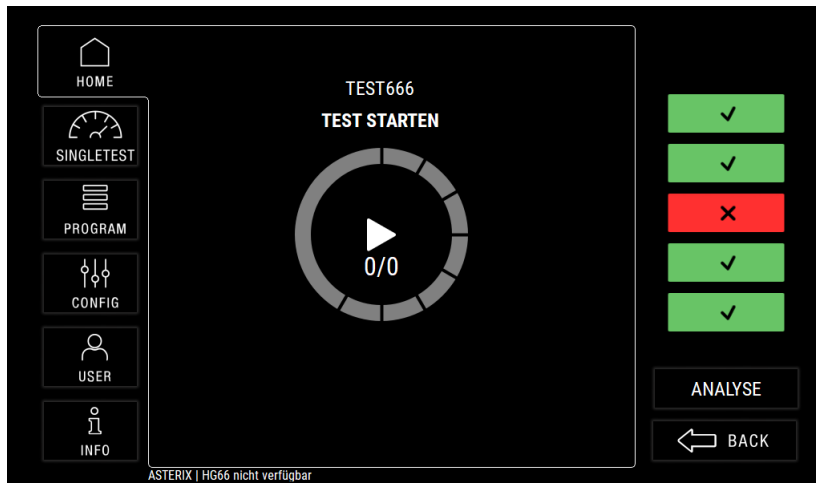 HOME
SINGLETEST
PROGRAM
CONFIG
USER
INFO
TEST666
TEST STARTEN
0/0
ANALYSE
BACK
ASTERIX | HG66 nicht verfügbar